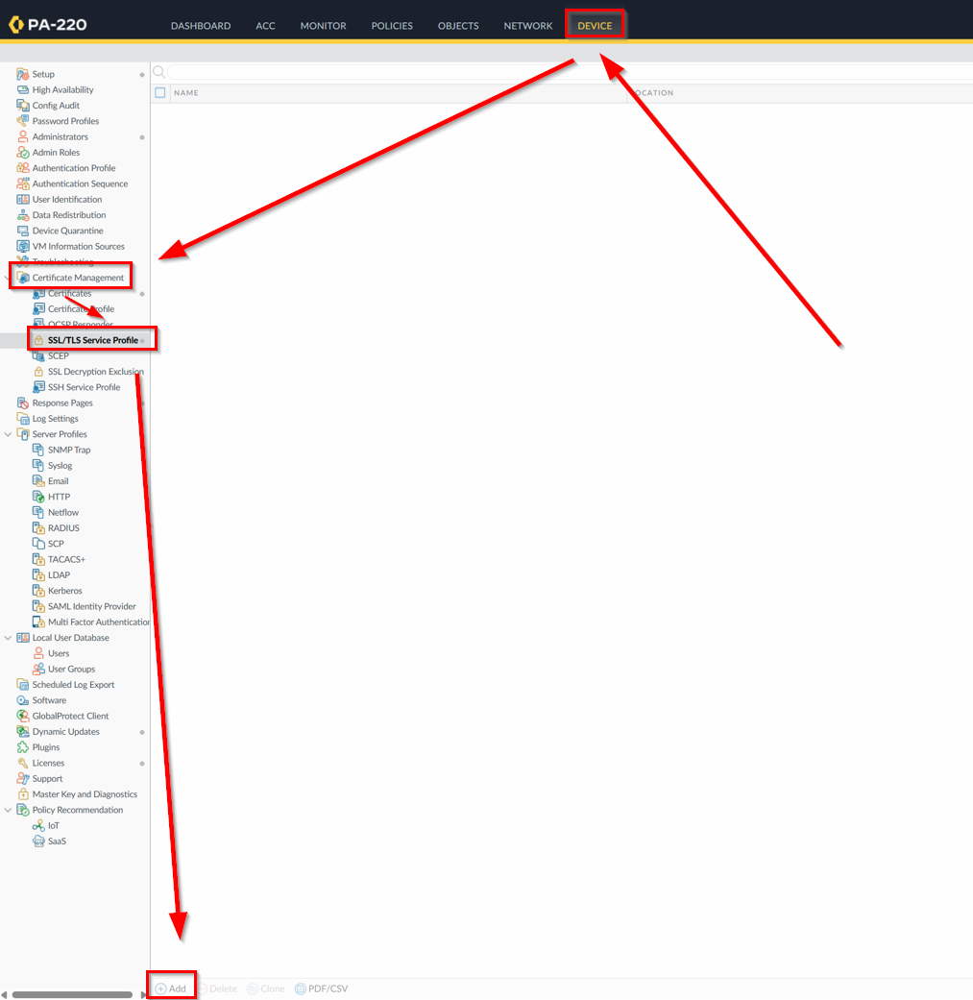 PA-220
DASHBOARD ACC MONITOR POLICIES OBJECTS NETWORK DEVICE
NAME OCATION
Setup
High Availability
Config Audit
Password Profiles
Administrators
Admin Roles
Authentication Profile
Authentication Sequence
User Identification
Data Redistribution
Device Quarantine
VM Information Sources
Troubleshooting
Certificate Management
Certificates
Certificate Profile
OCSP Responder
SSL/TLS Service Profile
SCEP
SSL Decryption Exclusion
SSH Service Profile
Response Pages
Log Settings
Server Profiles
SNMP Trap
Syslog
Email
HTTP
Netflow
RADIUS
SCP
TACACS+
LDAP
Kerberos
SAML Identity Provider
Multi Factor Authentication
Local User Database
Users
User Groups
Scheduled Log Export
Software
GlobalProtect Client
Dynamic Updates
Plugins
Licenses
Support
Master Key and Diagnostics
Policy Recommendation
IoT
SaaS
Add Delete Clone PDF/CSV